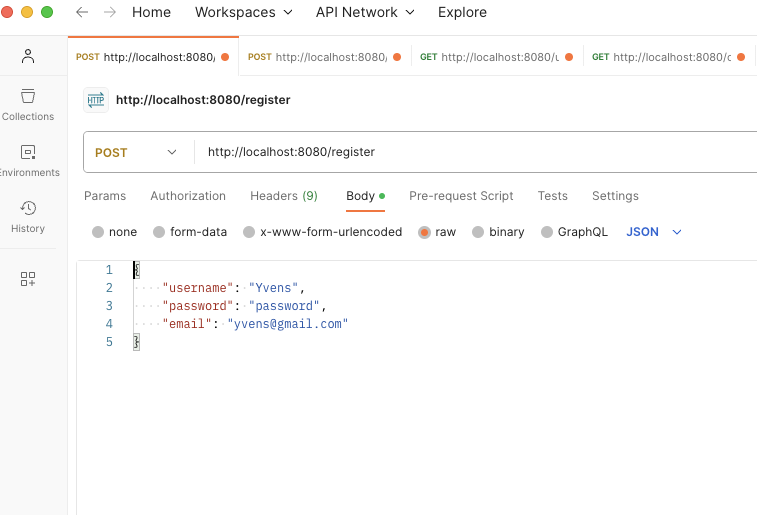 Home Workspaces API Network Explore
POST http://localhost:8080/ POST http://localhost:8080/ GET http://localhost:8080/u GET http://localhost:8080/c
HTTP http://localhost:8080/register
Collections
POST http://localhost:8080/register
Environments
Params Authorization Headers (9) Body Pre-request Script Tests Settings
History
none form-data x-www-form-urlencoded raw binary GraphQL JSON
1 {
2 "username": "Yvens",
3 "password": "password",
4 "email": "yvens@gmail.com"
5 }